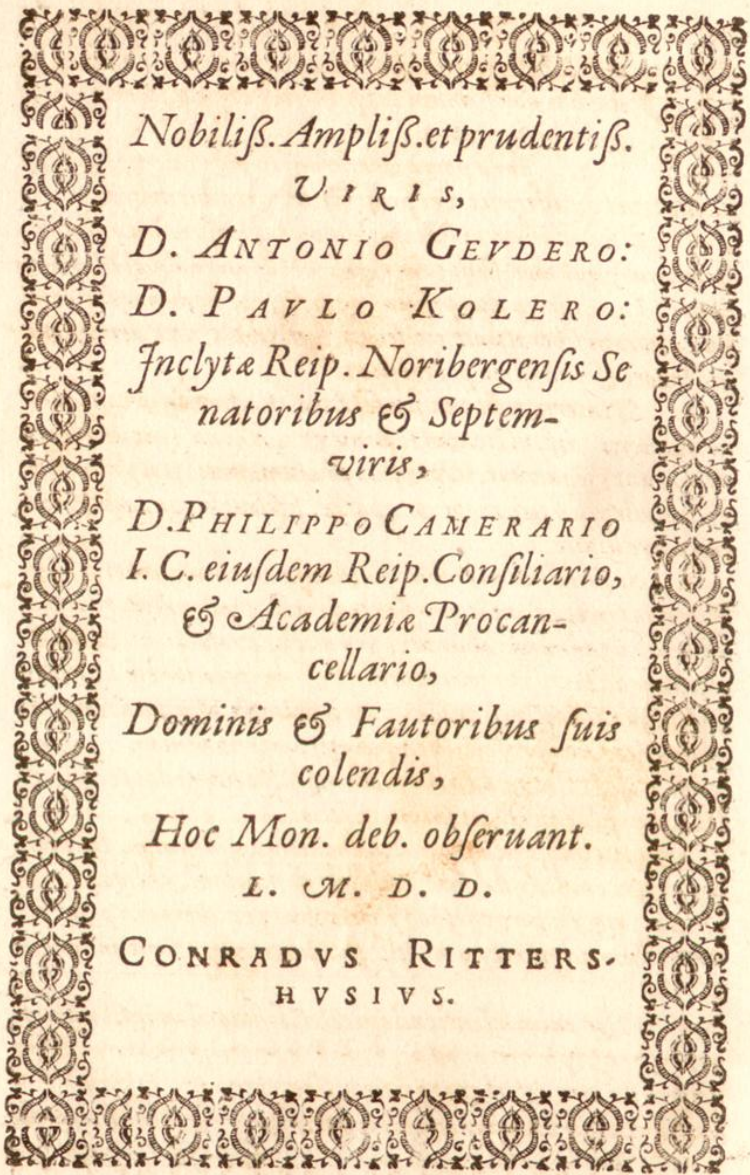 Nobiliß. Ampliß. et prudentiß.
VIRIS,
D. ANTONIO GEVDERO:
D. PAVLO KOLERO:
Inclytæ Reip. Noribergenſis Se
natoribus & Septem-
viris,
D. PHILIPPO CAMERARIO
I. C. eiuſdem Reip. Conſiliario,
& Academiæ Procan-
cellario,
Dominis & Fautoribus ſuis
colendis,
Hoc Mon. deb. obſeruant.
L. M. D. D.
CONRADVS RITTERS-
HVSIVS.